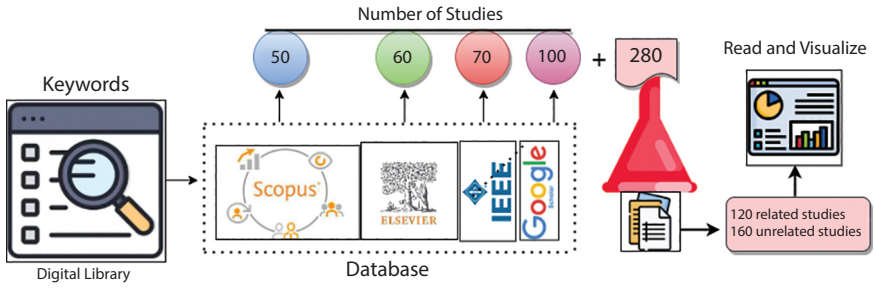 Number of Studies
50
60
70
100
+
280
Read and Visualize
Keywords
Scopus®
ELSEVIER
IEEE
Google
Scholar
120 related studies
160 unrelated studies
Digital Library
Database